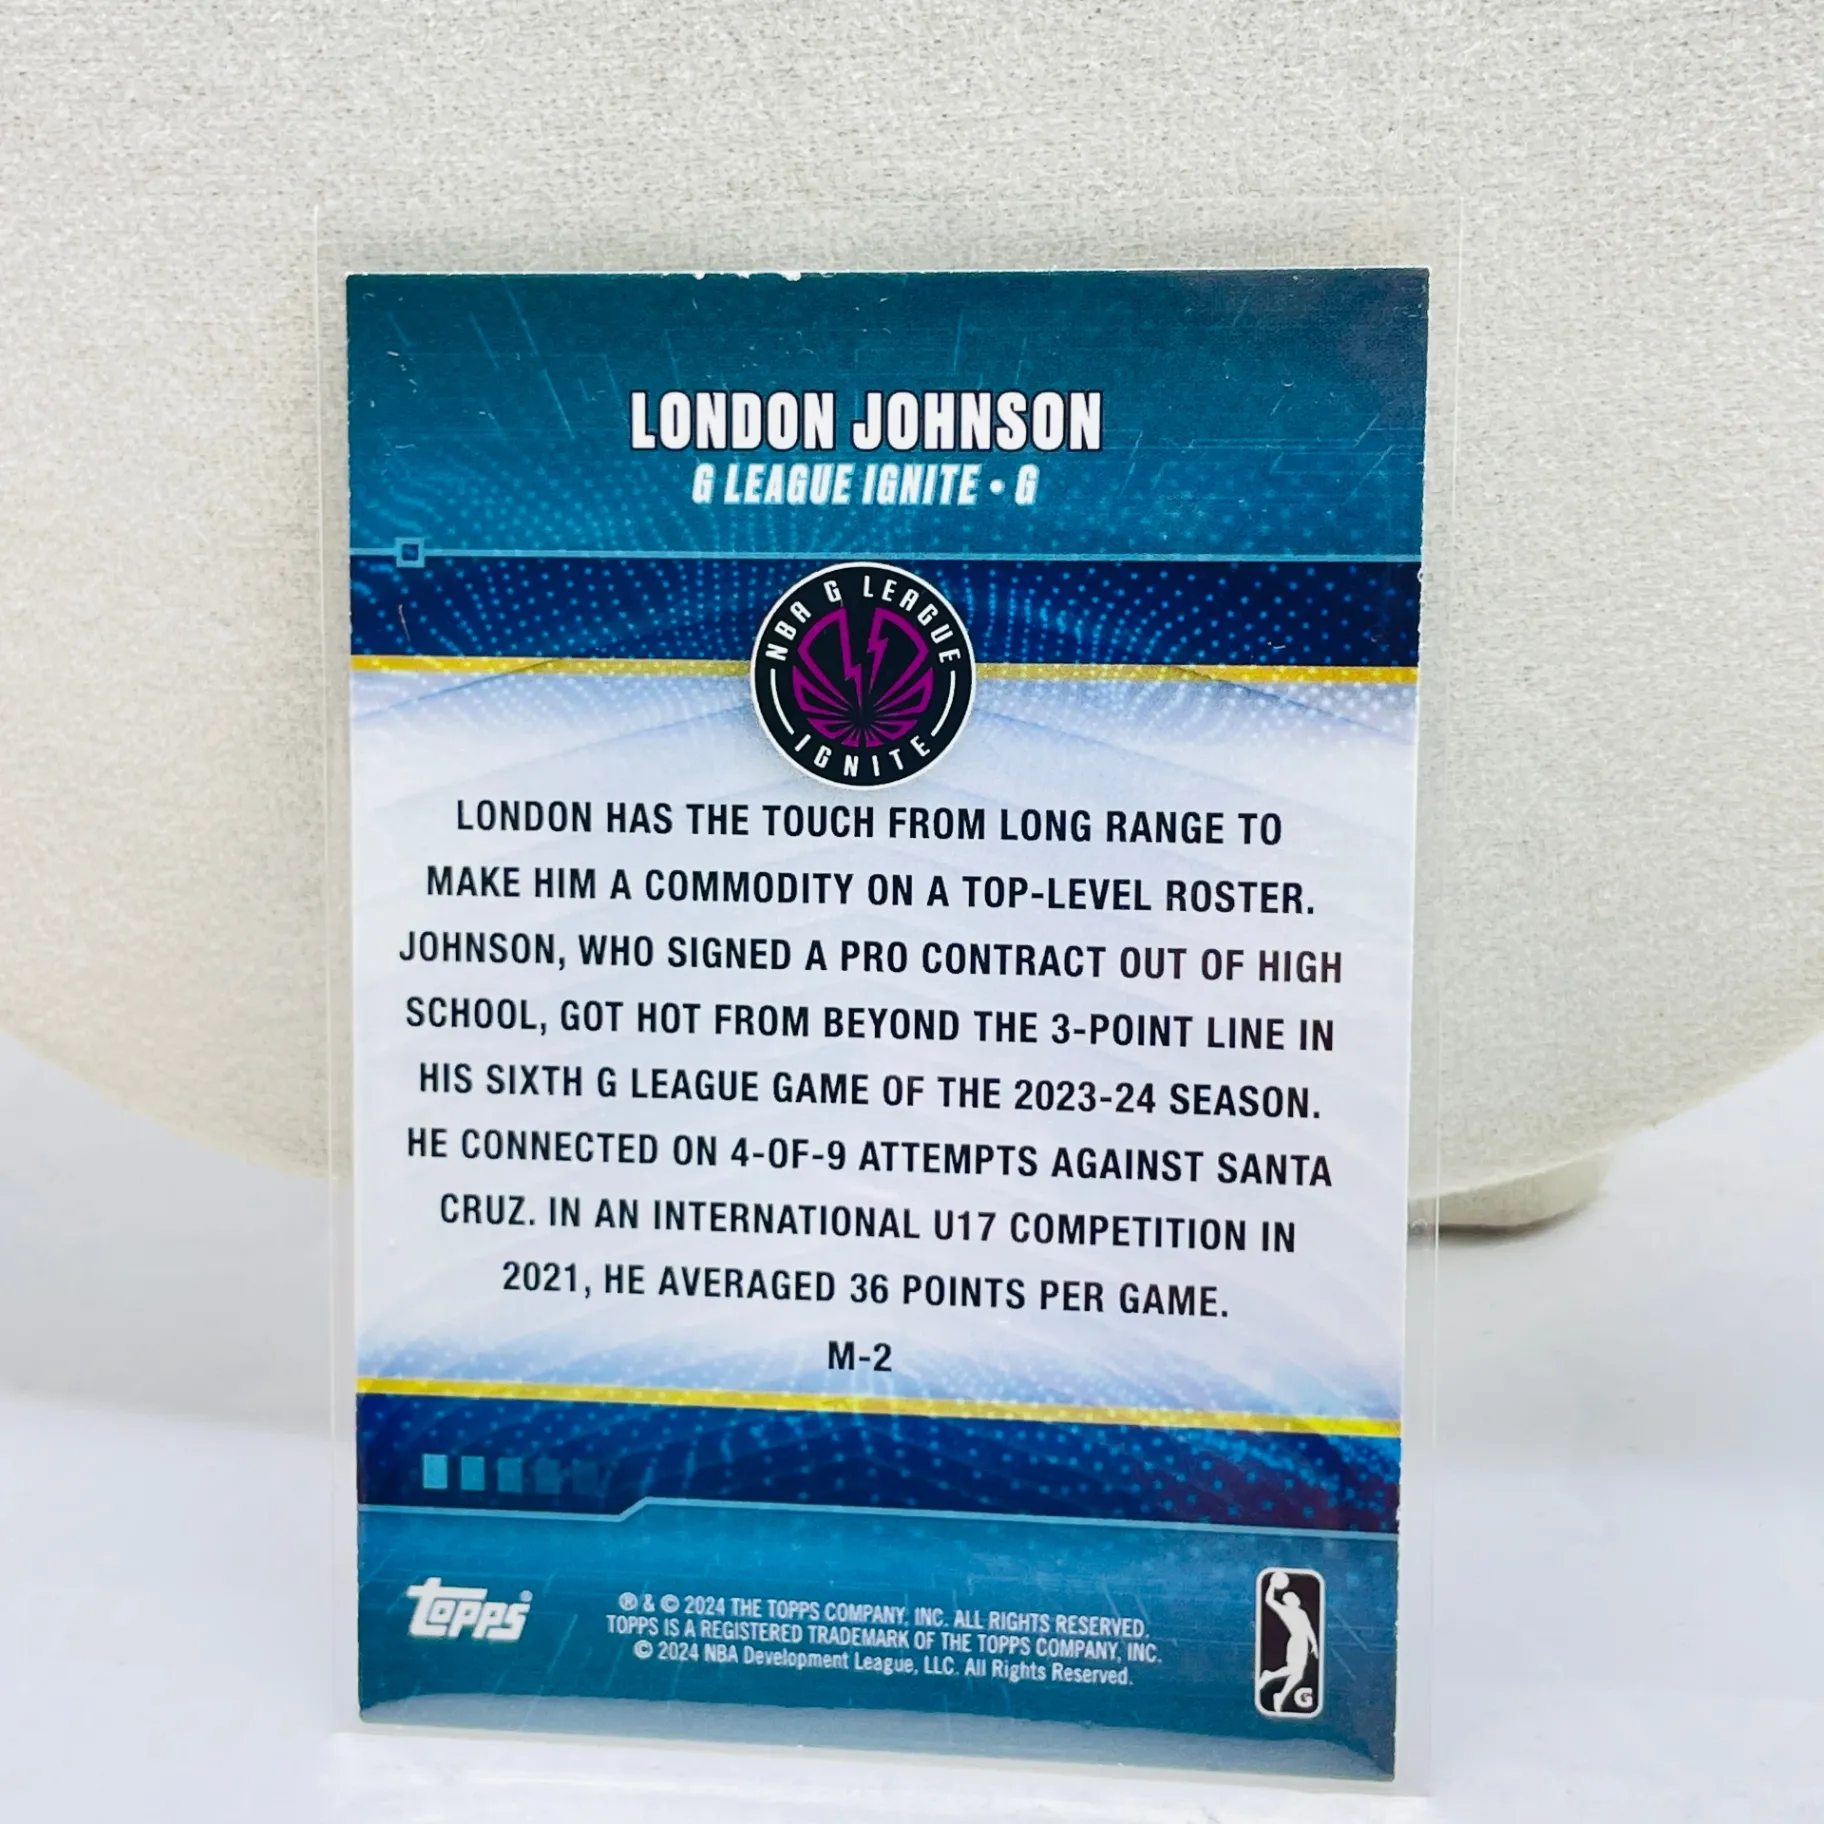 LONDON JOHNSON
G LEAGUE IGNITE • G
NBA G LEAGUE
IGNITE
LONDON HAS THE TOUCH FROM LONG RANGE TO
MAKE HIM A COMMODITY ON A TOP-LEVEL ROSTER.
JOHNSON, WHO SIGNED A PRO CONTRACT OUT OF HIGH
SCHOOL, GOT HOT FROM BEYOND THE 3-POINT LINE IN
HIS SIXTH G LEAGUE GAME OF THE 2023-24 SEASON.
HE CONNECTED ON 4-OF-9 ATTEMPTS AGAINST SANTA
CRUZ. IN AN INTERNATIONAL U17 COMPETITION IN
2021, HE AVERAGED 36 POINTS PER GAME.
M-2
topps®
® & © 2024 THE TOPPS COMPANY, INC. ALL RIGHTS RESERVED.
TOPPS IS A REGISTERED TRADEMARK OF THE TOPPS COMPANY, INC.
© 2024 NBA Development League, LLC. All Rights Reserved.
G